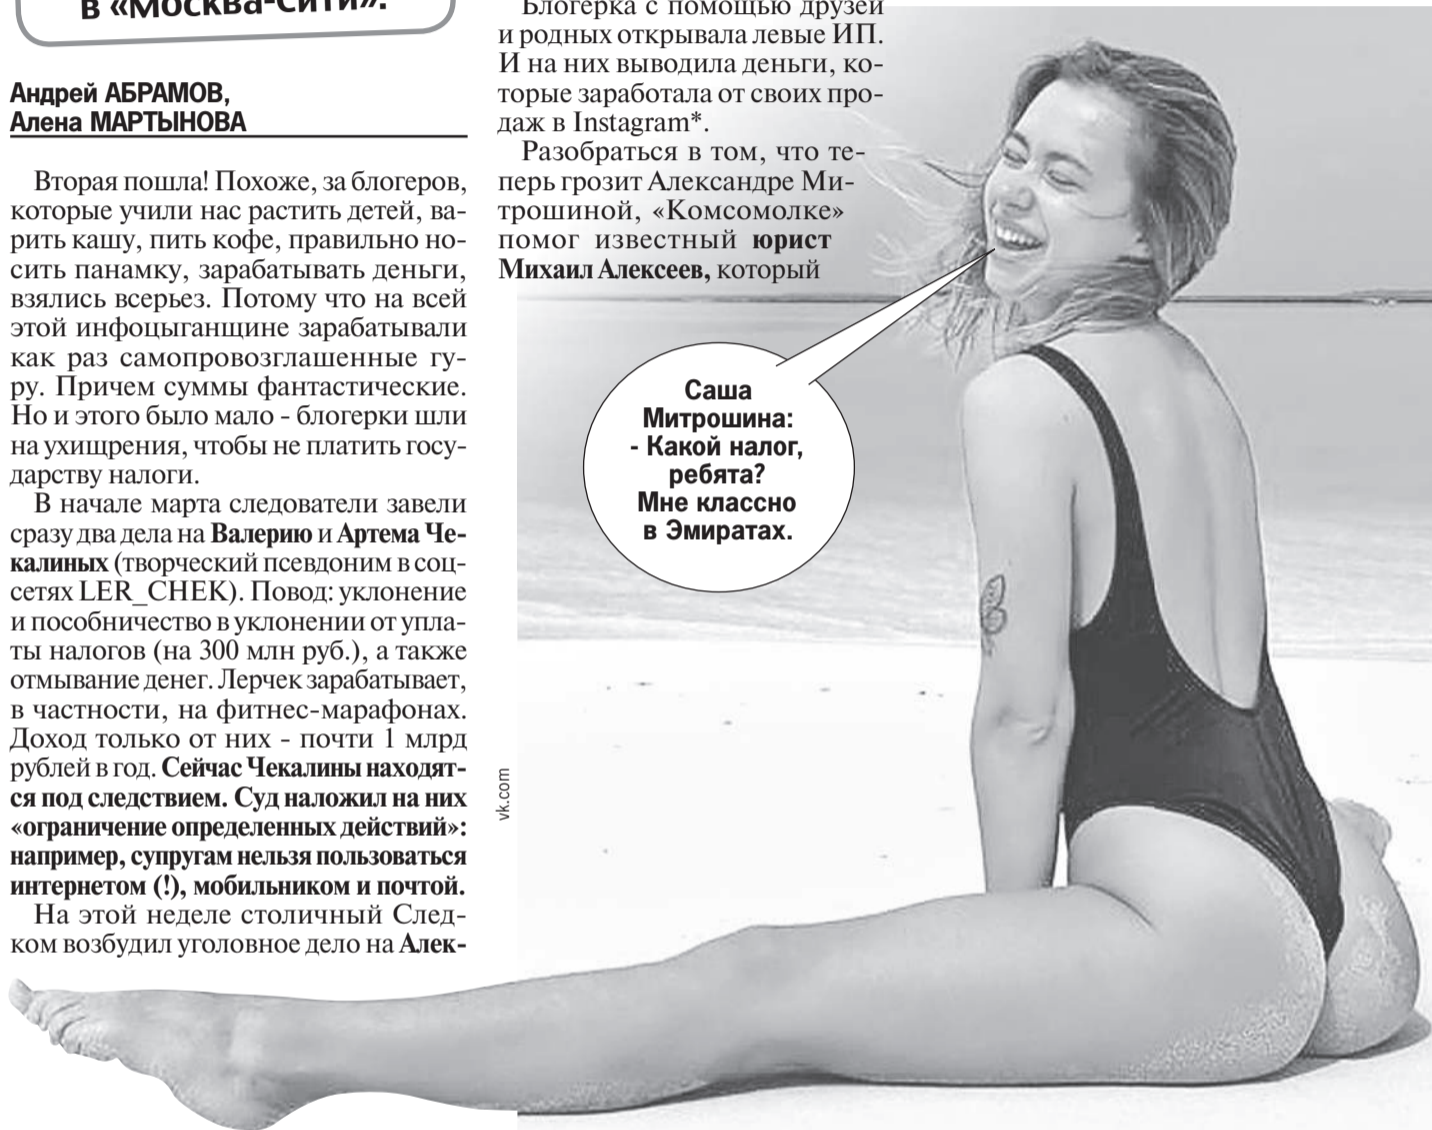 в «Москва-Сити».
Андрей АБРАМОВ,
Алена МАРТЫНОВА
Вторая пошла! Похоже, за блогеров,
которые учили нас растить детей, ва-
рить кашу, пить кофе, правильно но-
сить панамку, зарабатывать деньги,
взялись всерьез. Потому что на всей
этой инфоцыганщине зарабатывали
как раз самопровозглашенные гу-
ру. Причем суммы фантастические.
Но и этого было мало - блогерки шли
на ухищрения, чтобы не платить госу-
дарству налоги.
В начале марта следователи завели
сразу два дела на Валерию и Артема Че-
калиных (творческий псевдоним в соц-
сетях LER_CHEK). Повод: уклонение
и пособничество в уклонении от упла-
ты налогов (на 300 млн руб.), а также
отмывание денег. Лерчек зарабатывает,
в частности, на фитнес-марафонах.
Доход только от них - почти 1 млрд
рублей в год. Сейчас Чекалины находят-
ся под следствием. Суд наложил на них
«ограничение определенных действий»:
например, супругам нельзя пользоваться
интернетом (!), мобильником и почтой.
На этой неделе столичный След-
ком возбудил уголовное дело на Алек-
Блогерка с помощью друзей
и родных открывала левые ИП.
И на них выводила деньги, ко-
торые заработала от своих про-
даж в Instagram*.
Разобраться в том, что те-
перь грозит Александре Ми-
трошиной, «Комсомолке»
помог известный юрист
Михаил Алексеев, который
Саша
Митрошина:
- Какой налог,
ребята?
Мне классно
в Эмиратах.
vk.com